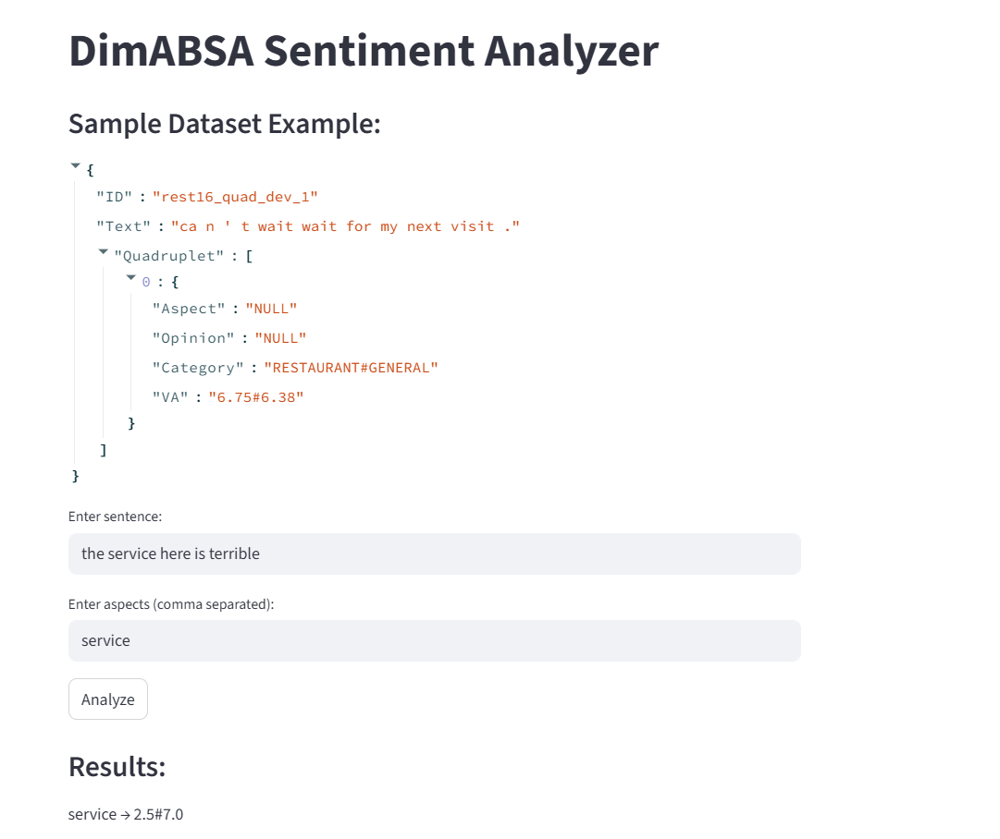 DimABSA Sentiment Analyzer
Sample Dataset Example:
{
"ID" : "rest16_quad_dev_1"
"Text" : "ca n ' t wait wait for my next visit ."
"Quadruplet" : [
0 : {
"Aspect" : "NULL"
"Opinion" : "NULL"
"Category" : "RESTAURANT#GENERAL"
"VA" : "6.75#6.38"
}
]
}
Enter sentence:
the service here is terrible
Enter aspects (comma separated):
service
Analyze
Results:
service → 2.5#7.0